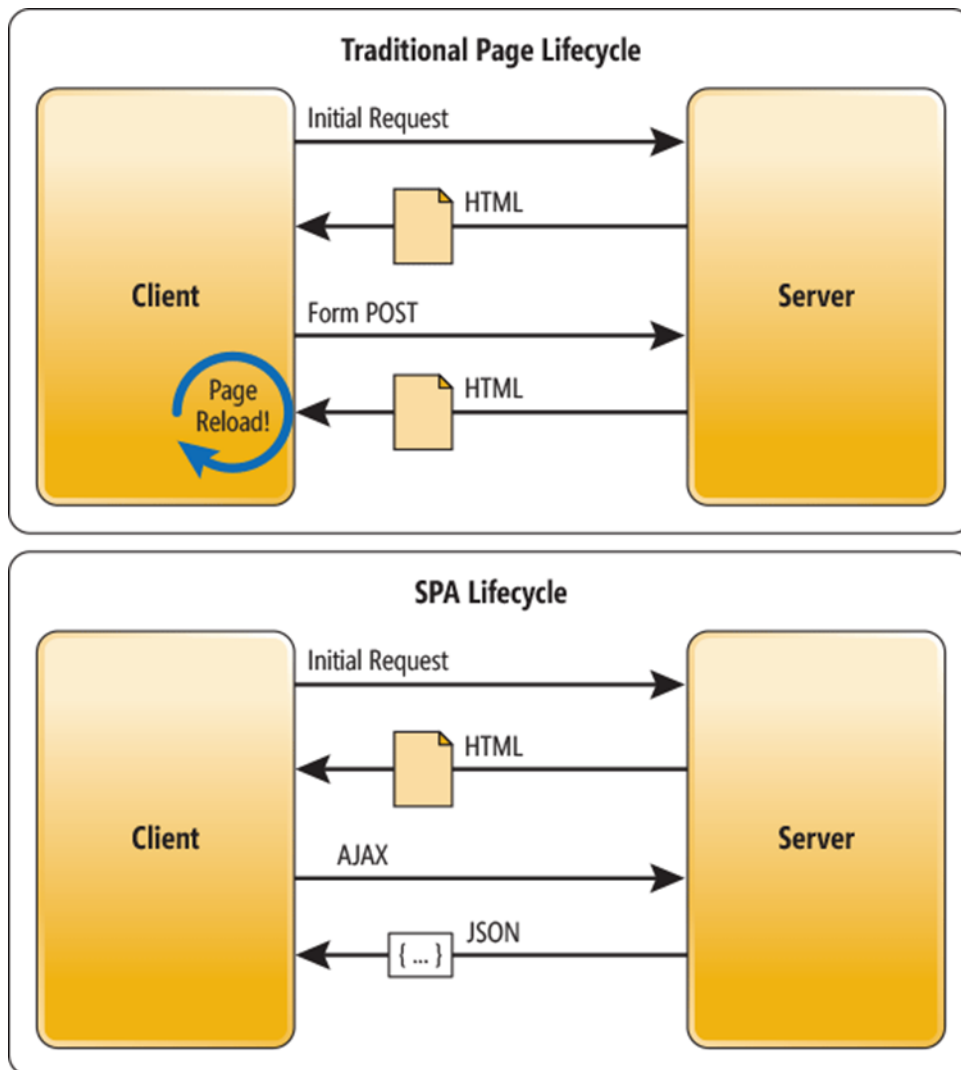 Traditional Page Lifecycle
Initial Request
HTML
Client
Server
Form POST
Page
Reload!
HTML
SPA Lifecycle
Initial Request
HTML
Client
Server
AJAX
JSON
{ ... }